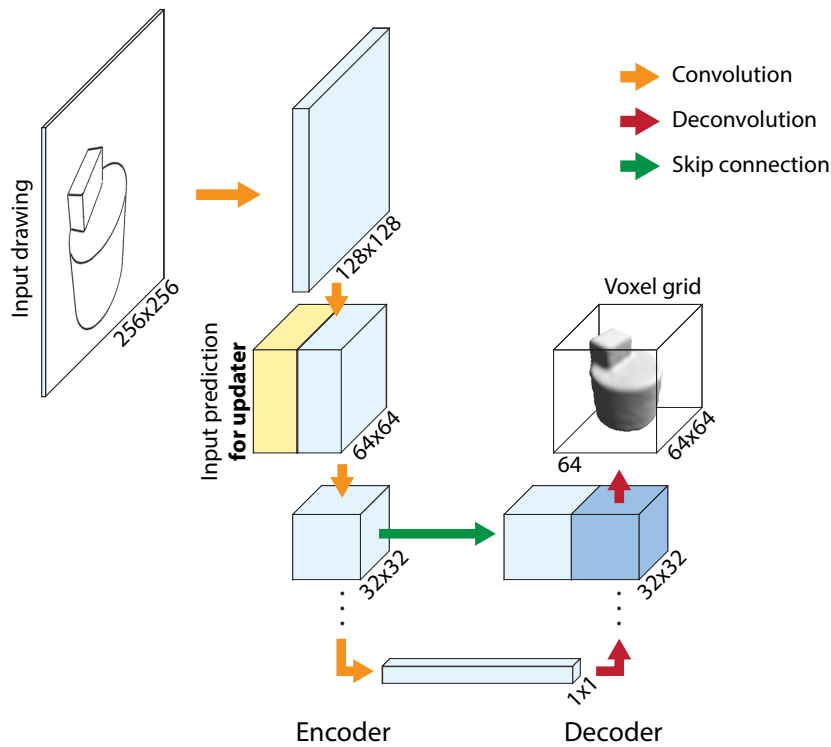 Convolution
Deconvolution
Skip connection
Input drawing
256x256
128x128
Input prediction
for updater
64x64
Voxel grid
64
64x64
32x32
32x32
1x1
Encoder
Decoder